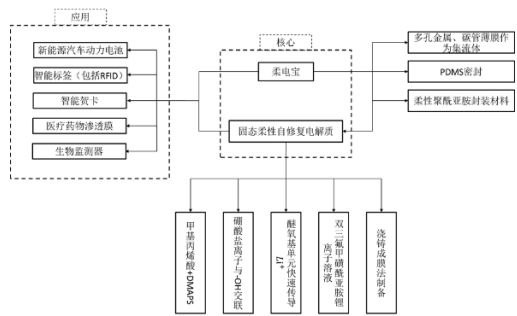 应用
新能源汽车动力电池
智能标签（包括RFID）
智能贺卡
医疗药物渗透膜
生物监测器
核心
柔电宝
固态柔性自修复电解质
多孔金属、碳管薄膜作
为集流体
PDMS密封
柔性聚酰亚胺封装材料
甲基丙烯酸+DMAPS
硼酸盐离子与-OH交联
醚氧基单元快速传导
Li+
双三氟甲磺酰亚胺锂
离子溶液
浇铸成膜法制备